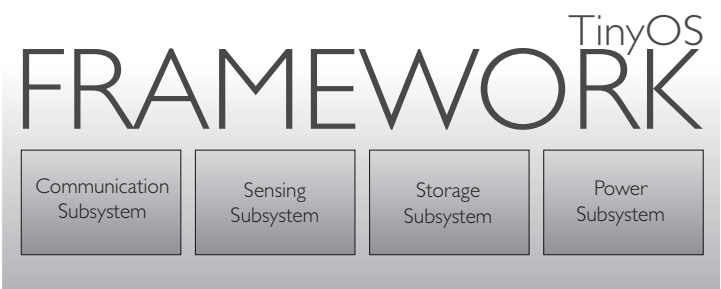 TinyOS
FRAMEWORK
Communication
Subsystem
Sensing
Subsystem
Storage
Subsystem
Power
Subsystem